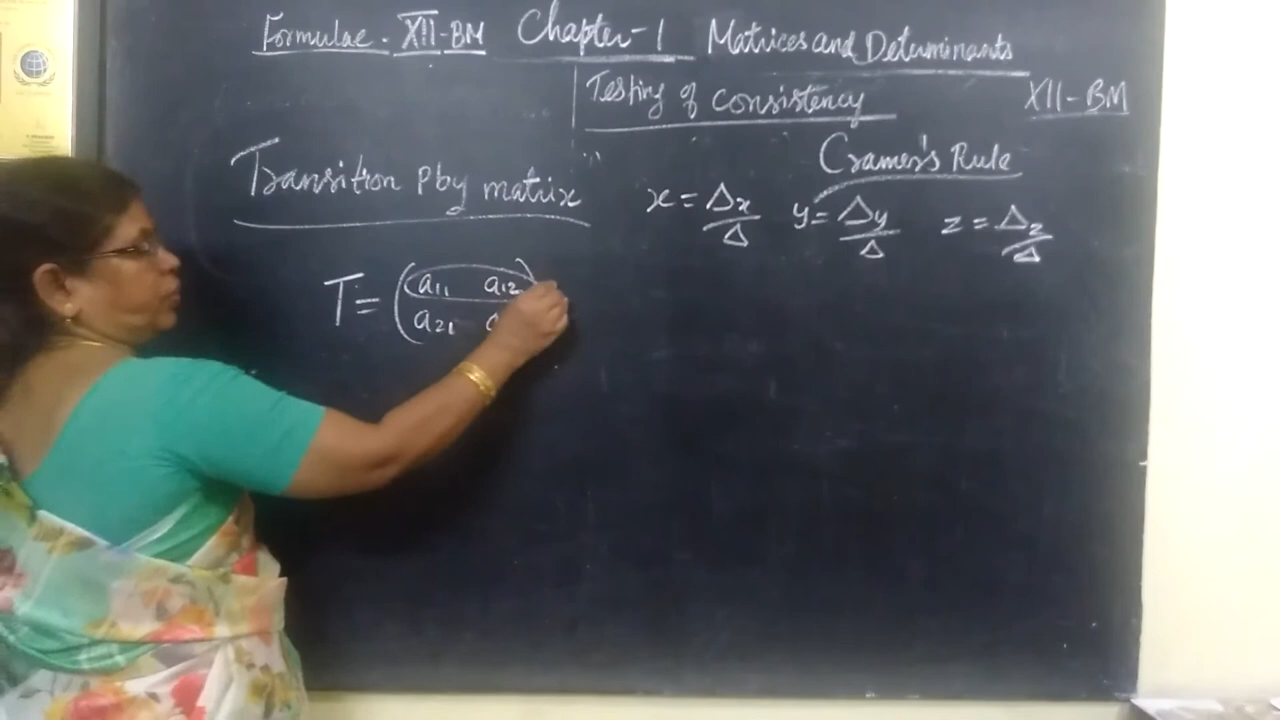 Formulae - XII-BM Chapter-1 Matrices and Determinants
Testing of consistency XII-BM
Transition Pby matrix
Cramer's Rule
x = Δx/Δ y = Δy/Δ z = Δz/Δ
T = (a11 a12
a21